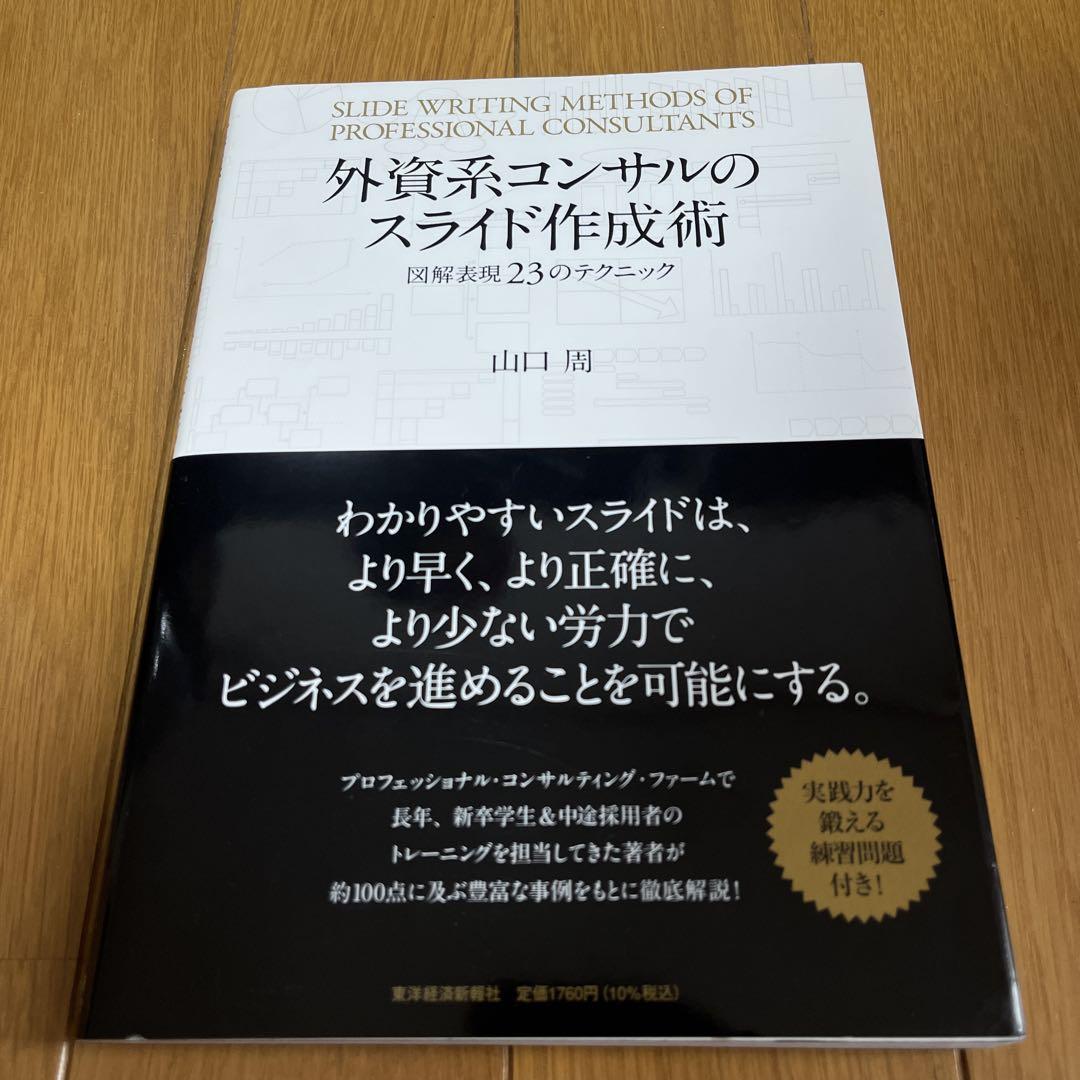 SLIDE WRITING METHODS OF
PROFESSIONAL CONSULTANTS
外資系コンサルの
スライド作成術
図解表現23のテクニック
山口 周
わかりやすいスライドは、
より早く、より正確に、
より少ない労力で
ビジネスを進めることを可能にする。
プロフェッショナル・コンサルティング・ファームで
長年、新卒学生&中途採用者の
トレーニングを担当してきた著者が
約100点に及ぶ豊富な事例をもとに徹底解説!
実践力を
鍛える
練習問題
付き!
東洋経済新報社 定価1760円(10%税込)